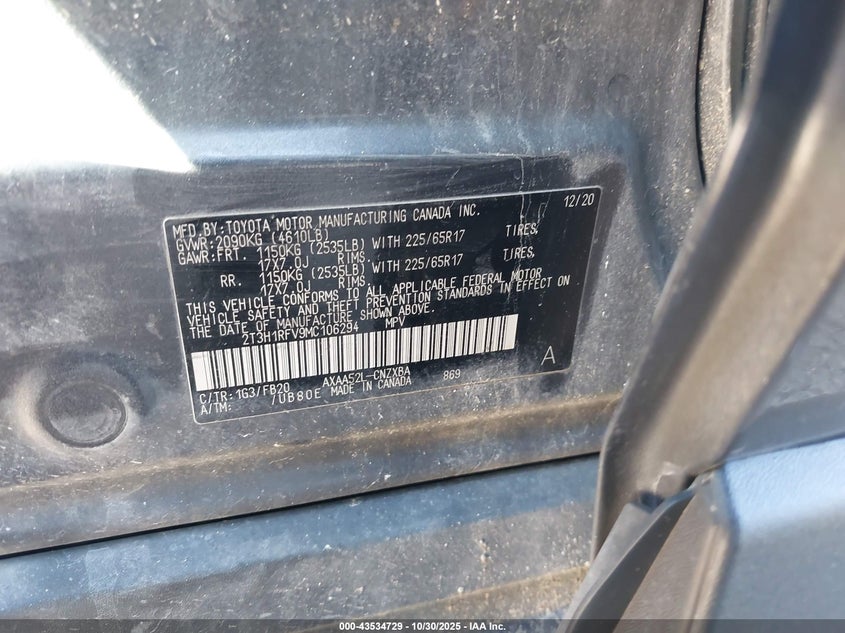 MFD.BY:TOYOTA MOTOR MANUFACTURING CANADA INC. 12/20
GVWR:2090KG (4610LB)
GAWR:FRT. 1150KG (2535LB) WITH 225/65R17 TIRES,
17X7.0J RIMS.
RR. 1150KG (2535LB) WITH 225/65R17 TIRES,
17X7.0J RIMS.
THIS VEHICLE CONFORMS TO ALL APPLICABLE FEDERAL MOTOR
VEHICLE SAFETY AND THEFT PREVENTION STANDARDS IN EFFECT ON
THE DATE OF MANUFACTURE SHOWN ABOVE.
2T3H1RFV9MC106294 MPV
A
C/TR:1G3/FB20 AXAA52L-CNZXBA 869
A/TM: /UB80E MADE IN CANADA
000-43534729 - 10/30/2025 - IAA Inc.